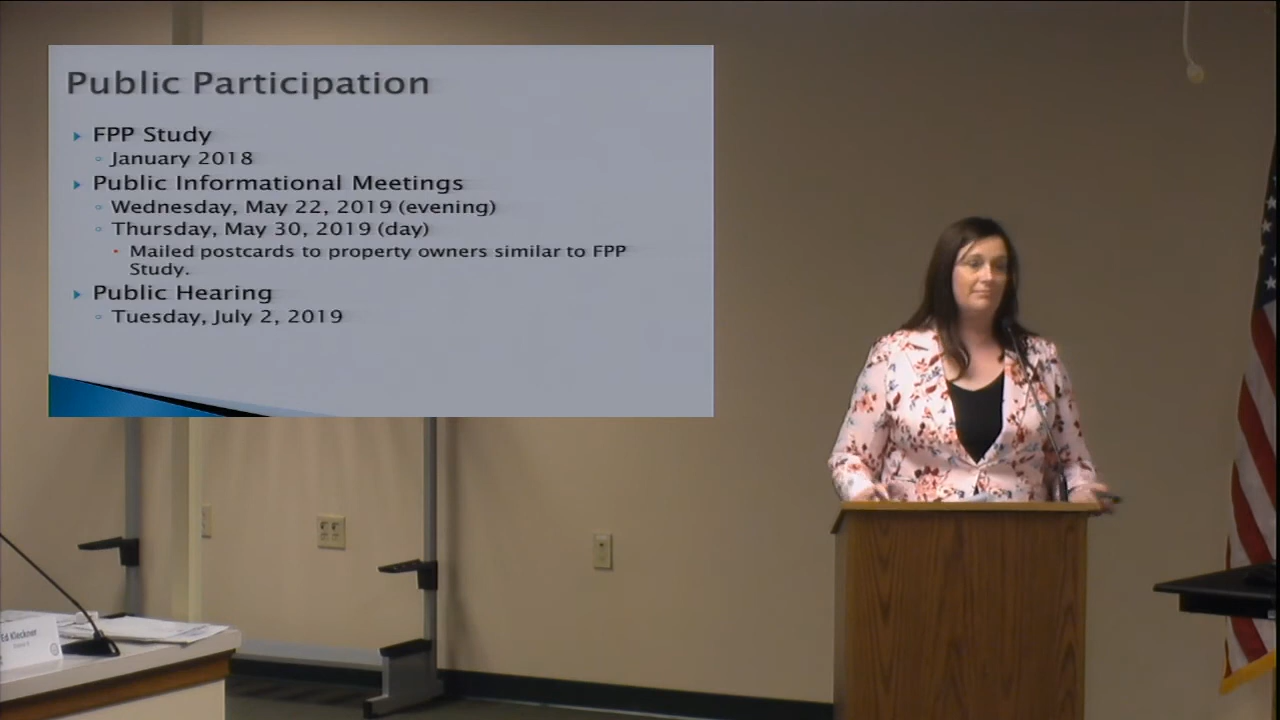 Public Participation
FPP Study
January 2018
Public Informational Meetings
Wednesday, May 22, 2019 (evening)
Thursday, May 30, 2019 (day)
Mailed postcards to property owners similar to FPP
Study.
Public Hearing
Tuesday, July 2, 2019
Ed Kleckner